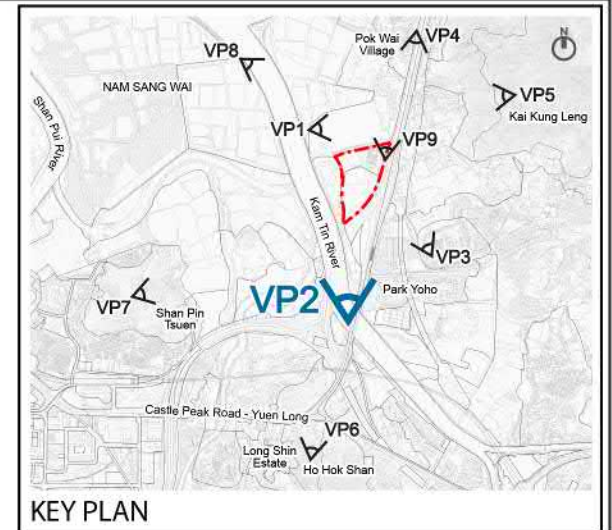 N
VP8
Pok Wai
Village
VP4
NAM SANG WAI
VP5
Kai Kung Leng
Shan Pui River
VP1
VP9
Kam Tin River
VP3
VP2
Park Yoho
VP7
Shan Pin
Tsuen
Castle Peak Road - Yuen Long
VP6
Long Shin
Estate
Ho Hok Shan
KEY PLAN